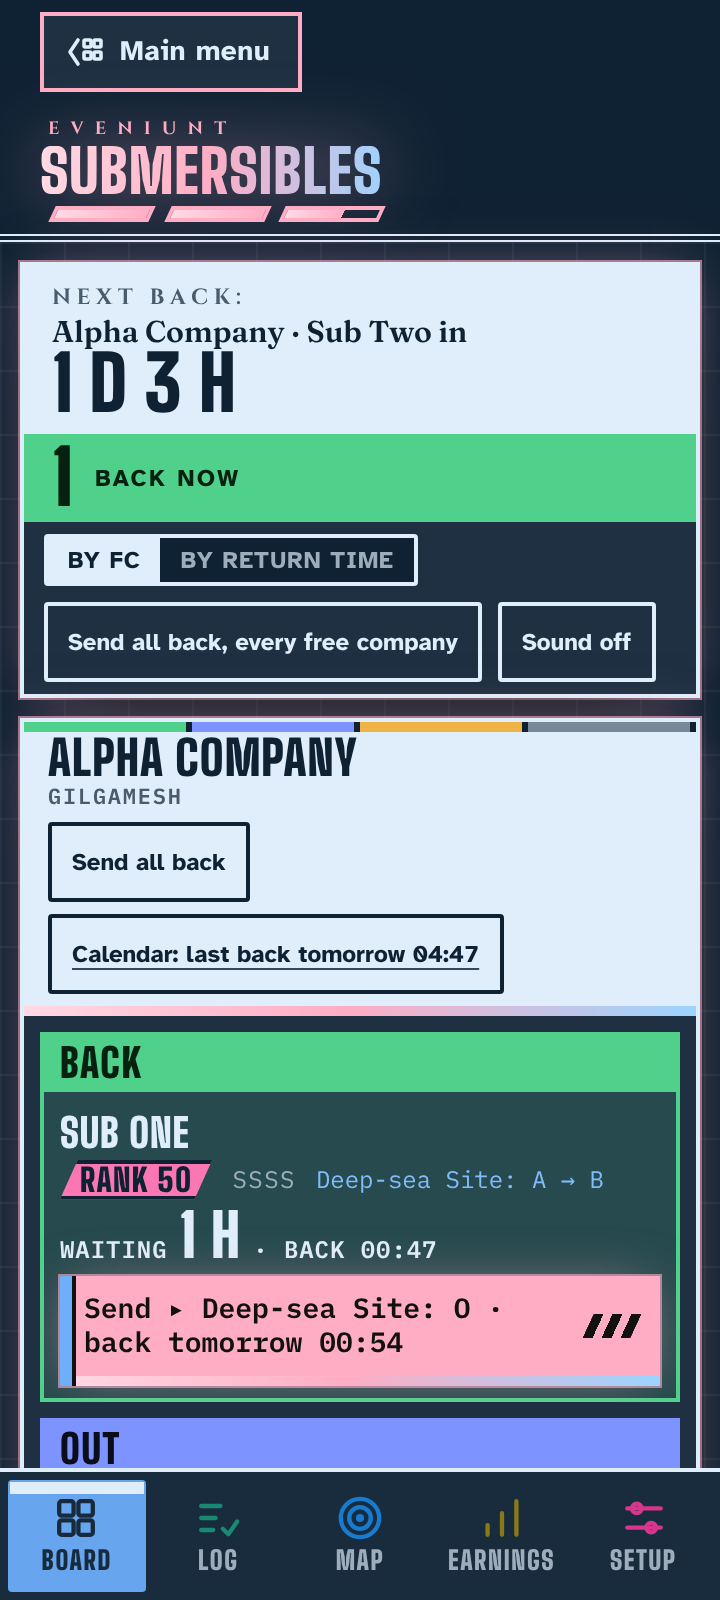 Main menu
EVENIUNT
SUBMERSIBLES
NEXT BACK:
Alpha Company · Sub Two in
1D 3H
1 BACK NOW
BY FC BY RETURN TIME
Send all back, every free company Sound off
ALPHA COMPANY
GILGAMESH
Send all back
Calendar: last back tomorrow 04:47
BACK
SUB ONE
RANK 50 SSSS Deep-sea Site: A → B
WAITING 1H · BACK 00:47
Send ▸ Deep-sea Site: O ·
back tomorrow 00:54
OUT
BOARD LOG MAP EARNINGS SETUP